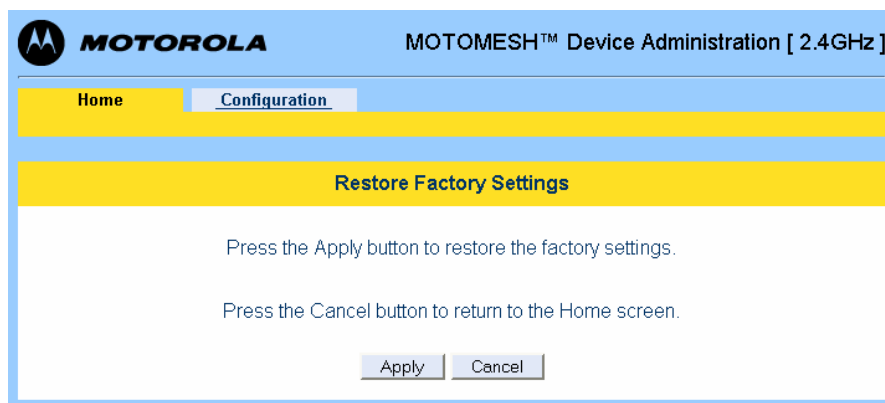 MOTOROLA MOTOMESH™ Device Administration [ 2.4GHz ]
Home Configuration
Restore Factory Settings
Press the Apply button to restore the factory settings.
Press the Cancel button to return to the Home screen.
Apply Cancel